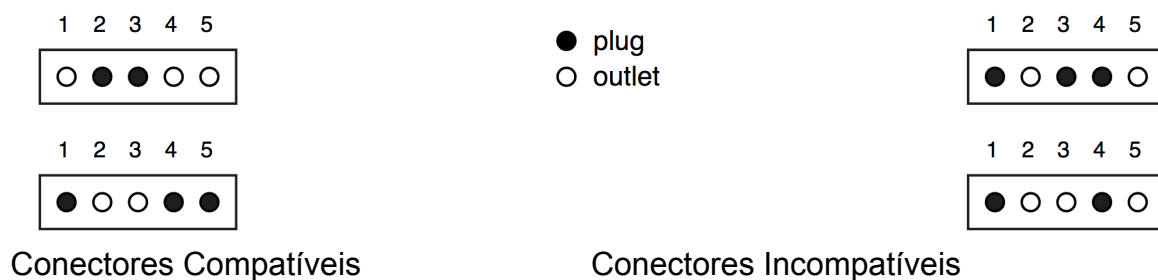 1 2 3 4 5
plug
outlet
1 2 3 4 5
1 2 3 4 5
1 2 3 4 5
Conectores Compatíveis
Conectores Incompatíveis